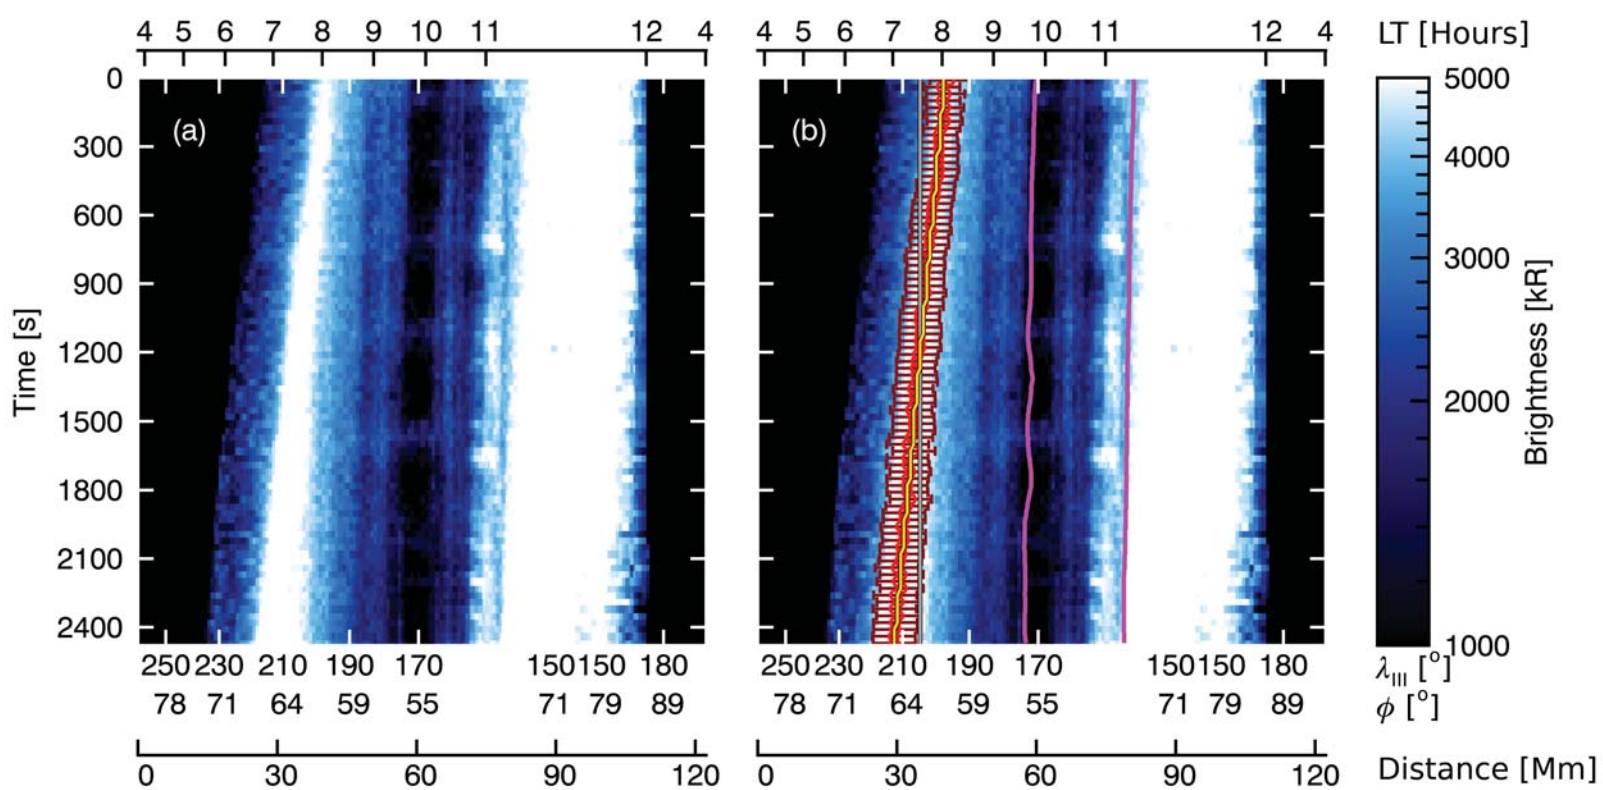 4 5 6 7 8 9 10 11 12 4 4 5 6 7 8 9 10 11 12 4 LT [Hours]
0 5000
(a) (b)
300 4000
600
900 3000
1200
1500 2000
1800
2100
2400 1000
Time [s]
Brightness [kR]
250 230 210 190 170 150 150 180 250 230 210 190 170 150 150 180 λIII [o]
78 71 64 59 55 71 79 89 78 71 64 59 55 71 79 89 ϕ [o]
0 30 60 90 120 0 30 60 90 120 Distance [Mm]